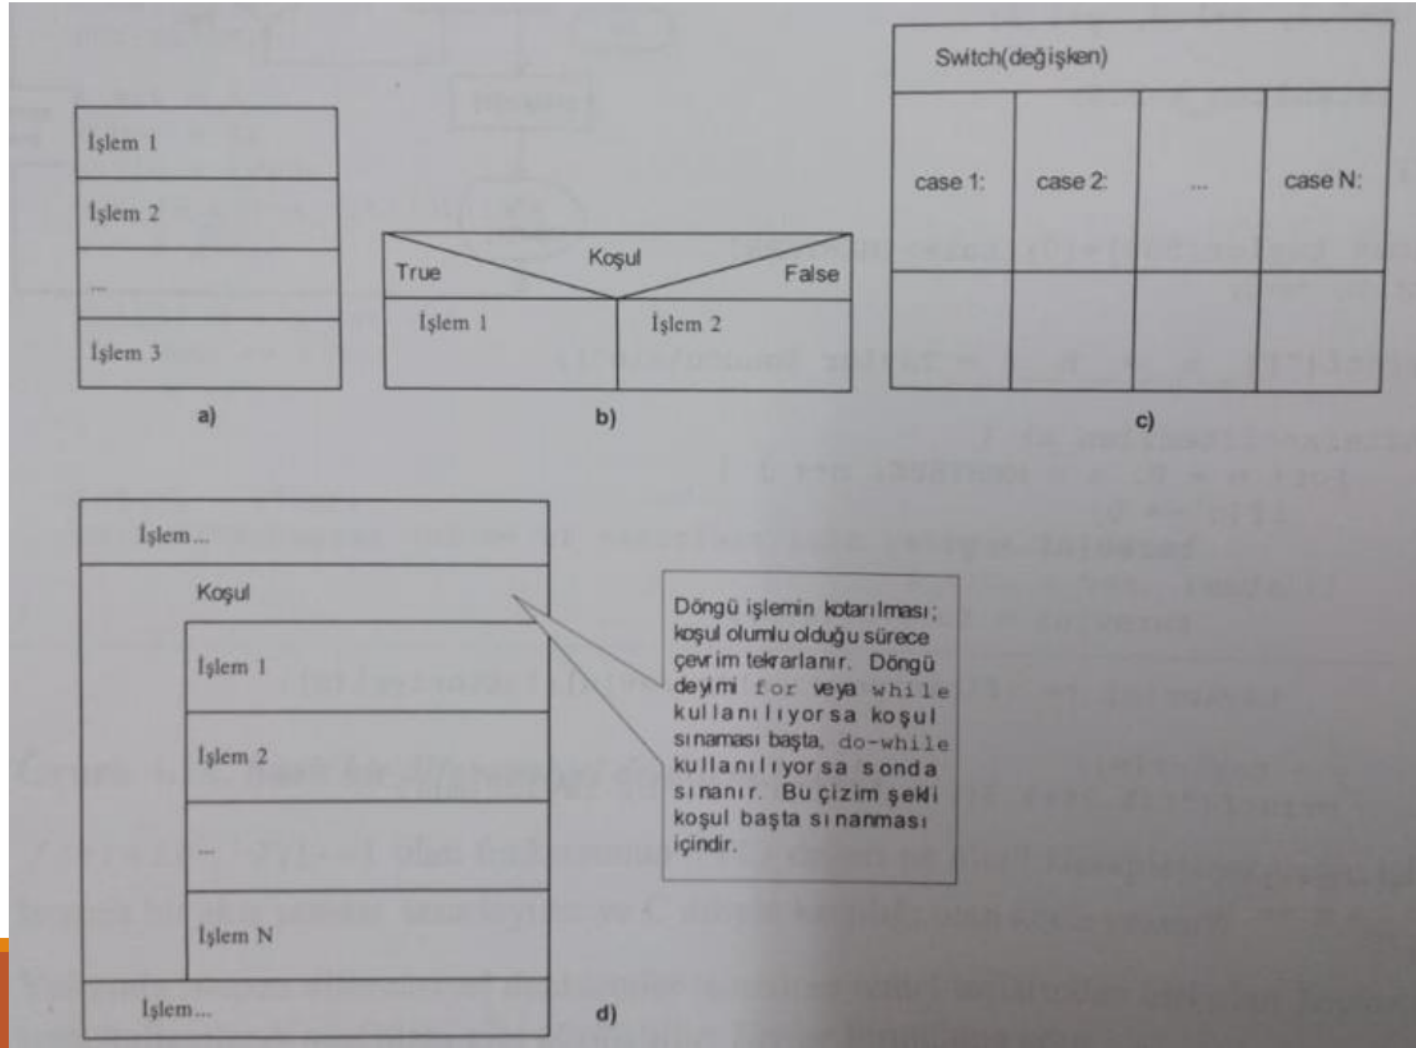 İşlem 1
İşlem 2
...
İşlem 3
a)
Koşul
True
False
İşlem 1
İşlem 2
b)
Switch(değişken)
case 1:
case 2:
...
case N:
c)
İşlem...
Koşul
İşlem 1
İşlem 2
...
İşlem N
İşlem...
d)
Döngü işlemin kotarılması;
koşul olumlu olduğu sürece
çevrim tekrarlanır. Döngü
deyimi for veya while
kullanılıyorsa koşul
sınaması başta, do-while
kullanılıyorsa sonda
sınanır. Bu çizim şekli
koşul başta sınanması
içindir.